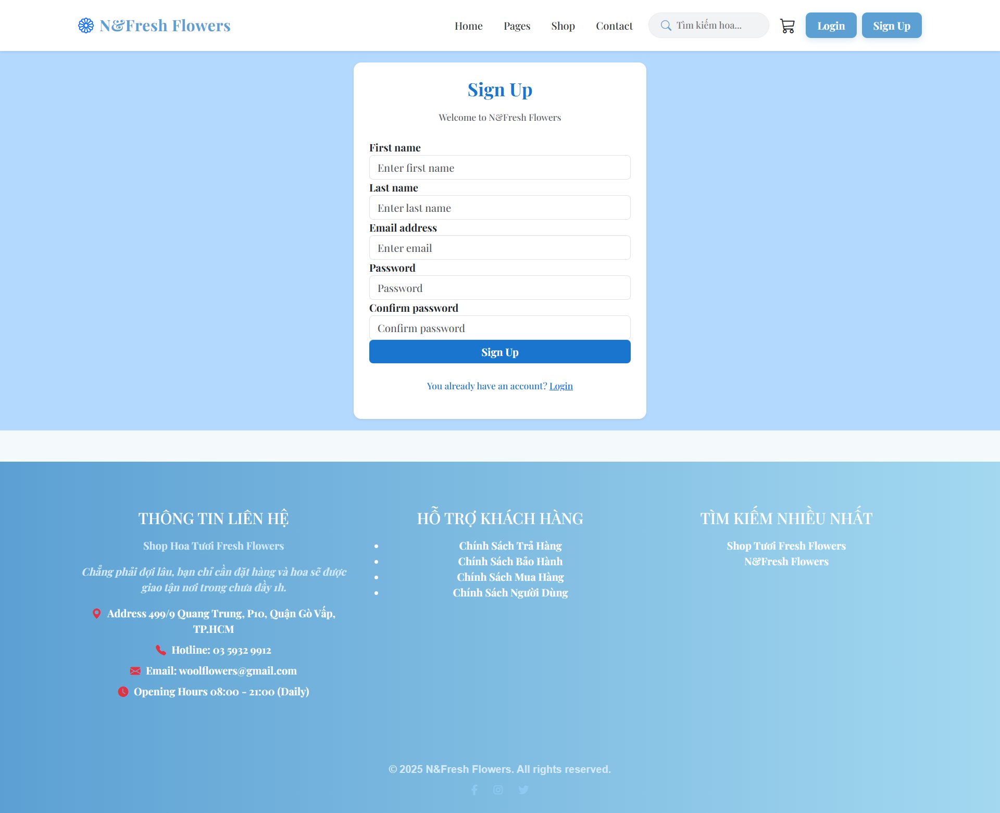 N&Fresh Flowers
Home
Pages
Shop
Contact
Tìm kiếm hoa...
Login
Sign Up
Sign Up
Welcome to N&Fresh Flowers
First name
Enter first name
Last name
Enter last name
Email address
Enter email
Password
Password
Confirm password
Confirm password
Sign Up
You already have an account? Login
THÔNG TIN LIÊN HỆ
Shop Hoa Tươi Fresh Flowers
Chẳng phải đợi lâu, bạn chỉ cần đặt hàng và hoa sẽ được
giao tận nơi trong chưa đầy 1h.
Address 499/9 Quang Trung, P10, Quận Gò Vấp,
TP.HCM
Hotline: 03 5932 9912
Email: woolflowers@gmail.com
Opening Hours 08:00 - 21:00 (Daily)
HỖ TRỢ KHÁCH HÀNG
Chính Sách Trả Hàng
Chính Sách Bảo Hành
Chính Sách Mua Hàng
Chính Sách Người Dùng
TÌM KIẾM NHIỀU NHẤT
Shop Tươi Fresh Flowers
N&Fresh Flowers
© 2025 N&Fresh Flowers. All rights reserved.